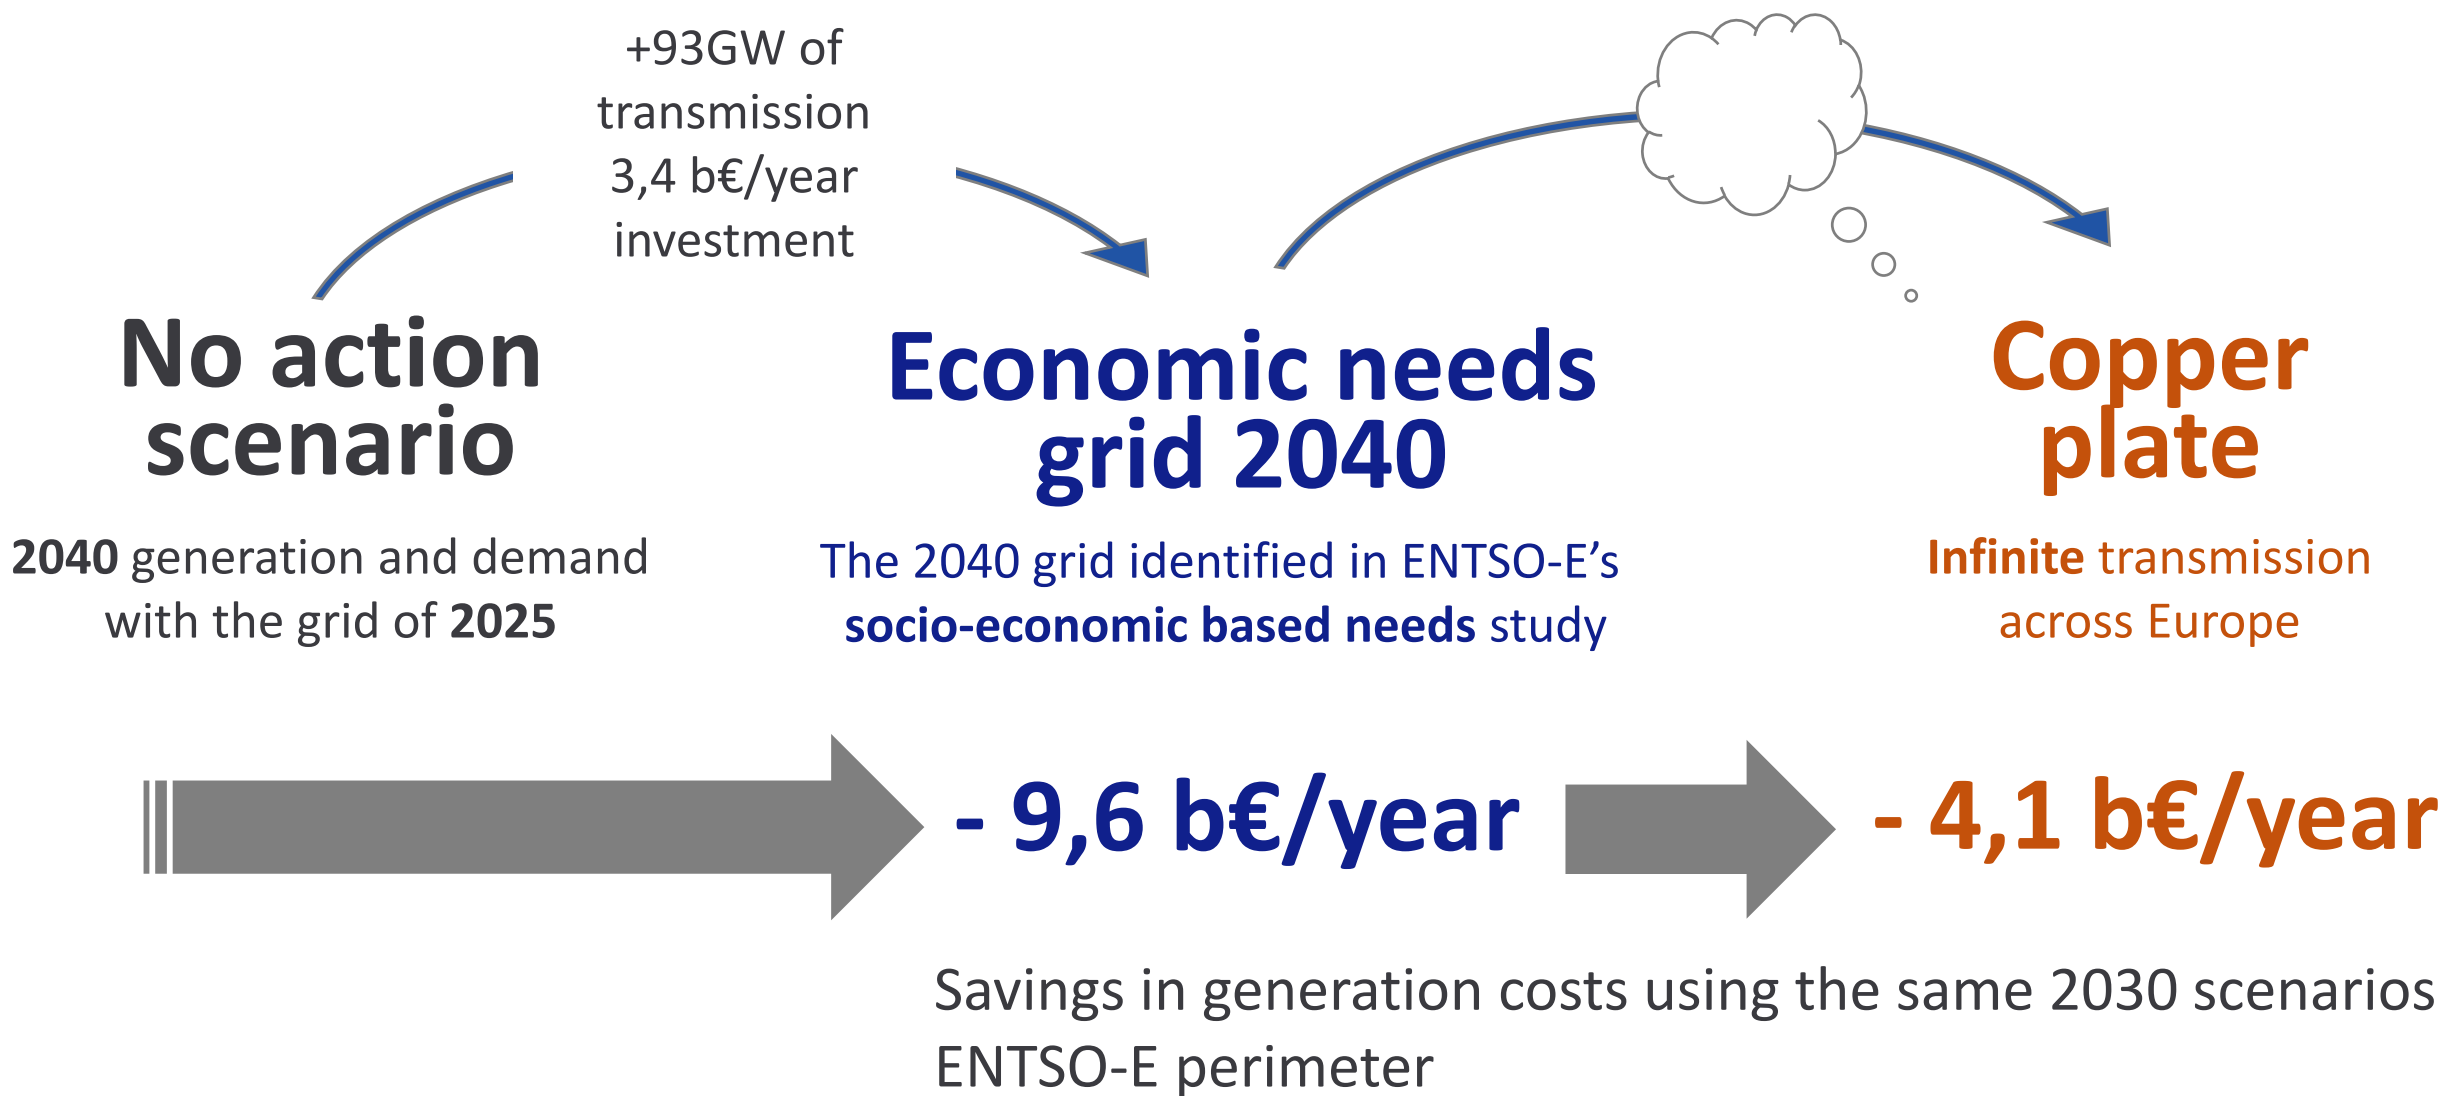 +93GW of
transmission
3,4 b€/year
investment
No action
scenario
2040 generation and demand
with the grid of 2025
Economic needs
grid 2040
The 2040 grid identified in ENTSO-E’s
socio-economic based needs study
Copper
plate
Infinite transmission
across Europe
- 9,6 b€/year
- 4,1 b€/year
Savings in generation costs using the same 2030 scenarios
ENTSO-E perimeter